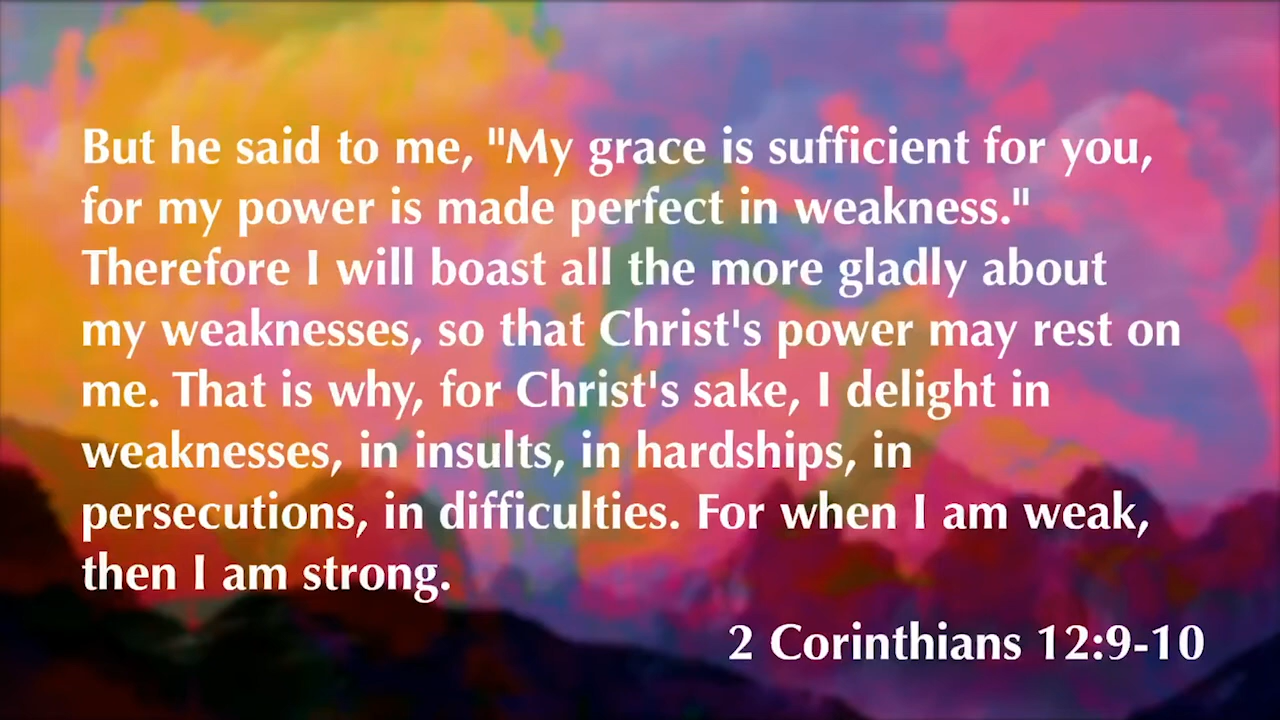 But he said to me, "My grace is sufficient for you,
for my power is made perfect in weakness."
Therefore I will boast all the more gladly about
my weaknesses, so that Christ's power may rest on
me. That is why, for Christ's sake, I delight in
weaknesses, in insults, in hardships, in
persecutions, in difficulties. For when I am weak,
then I am strong.
2 Corinthians 12:9-10